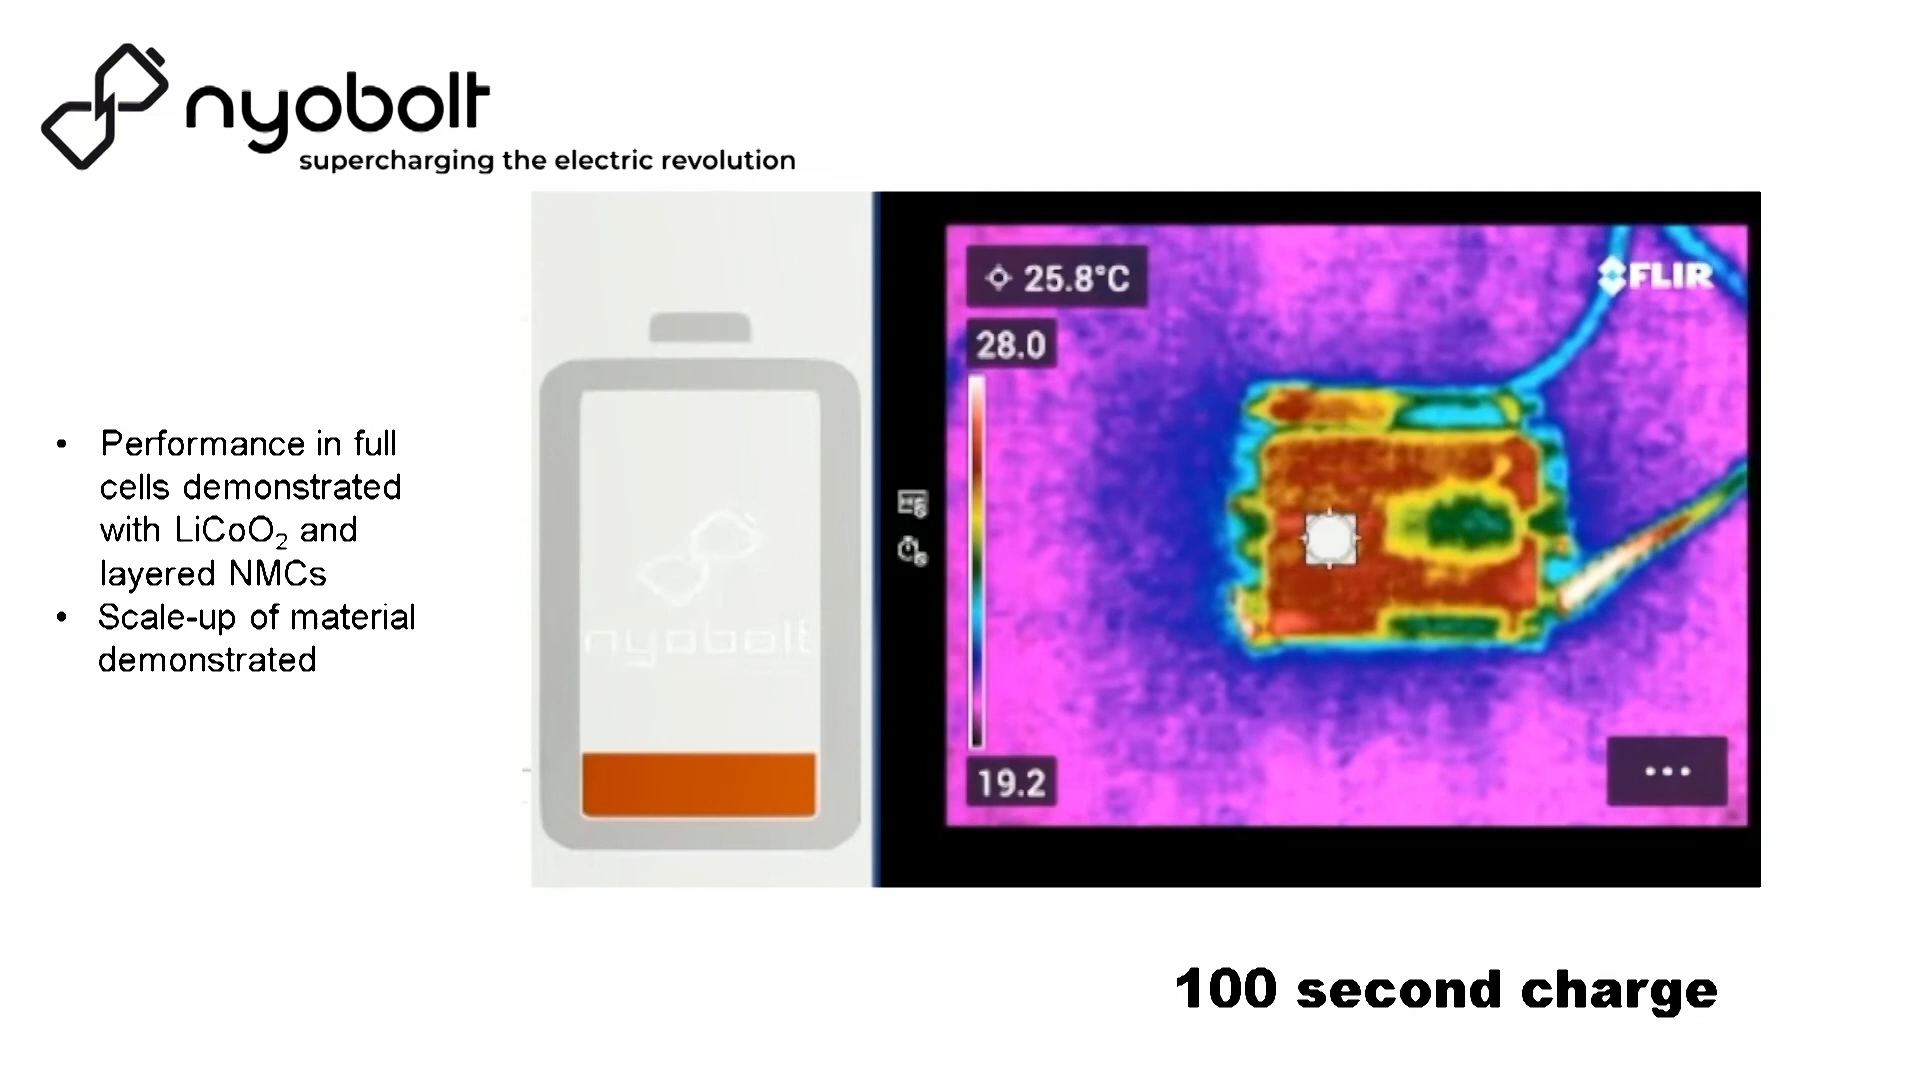 nyobolt
supercharging the electric revolution
25.8°C
FLIR
28.0
• Performance in full
cells demonstrated
with LiCoO₂ and
layered NMCs
• Scale-up of material
demonstrated
nyobolt
19.2
100 second charge